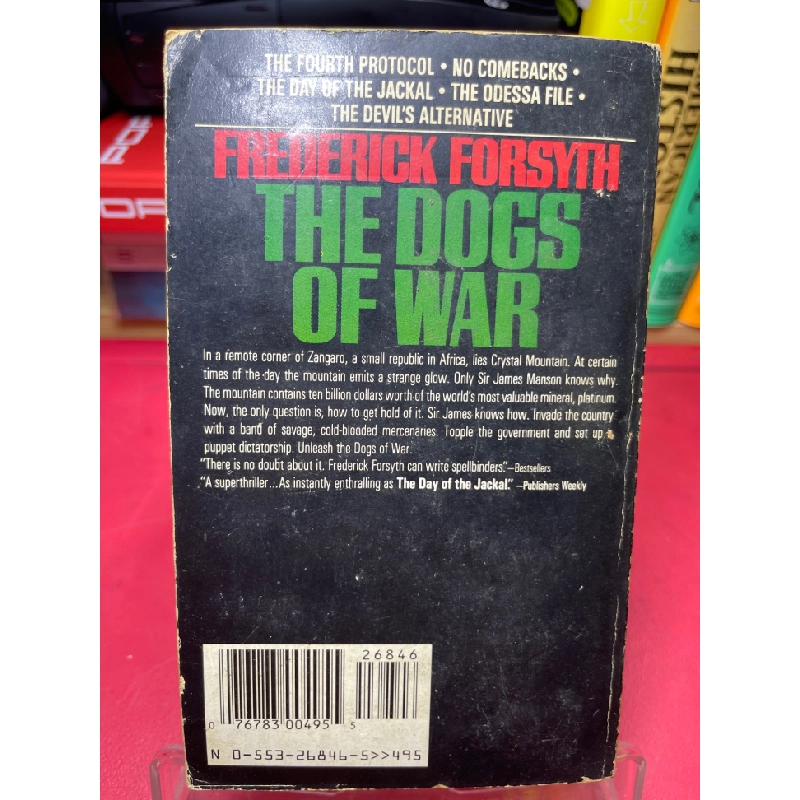 THE FOURTH PROTOCOL • NO COMEBACKS •
THE DAY OF THE JACKAL • THE ODESSA FILE •
THE DEVIL'S ALTERNATIVE
FREDERICK FORSYTH
THE DOGS
OF WAR
In a remote corner of Zangaro, a small republic in Africa, lies Crystal Mountain. At certain
times of the day the mountain emits a strange glow. Only Sir James Manson knows why.
The mountain contains ten billion dollars worth of the world's most valuable mineral, platinum.
Now, the only question is, how to get hold of it. Sir James knows how. Invade the country
with a band of savage, cold-blooded mercenaries. Topple the government and set up a
puppet dictatorship. Unleash the Dogs of War.
"There is no doubt about it. Frederick Forsyth can write spellbinders." —Bestsellers
"A superthriller...As instantly enthralling as The Day of the Jackal." —Publishers Weekly
26846
0 76783 00495 5
N 0-553-26846-5>>495
HISTORY